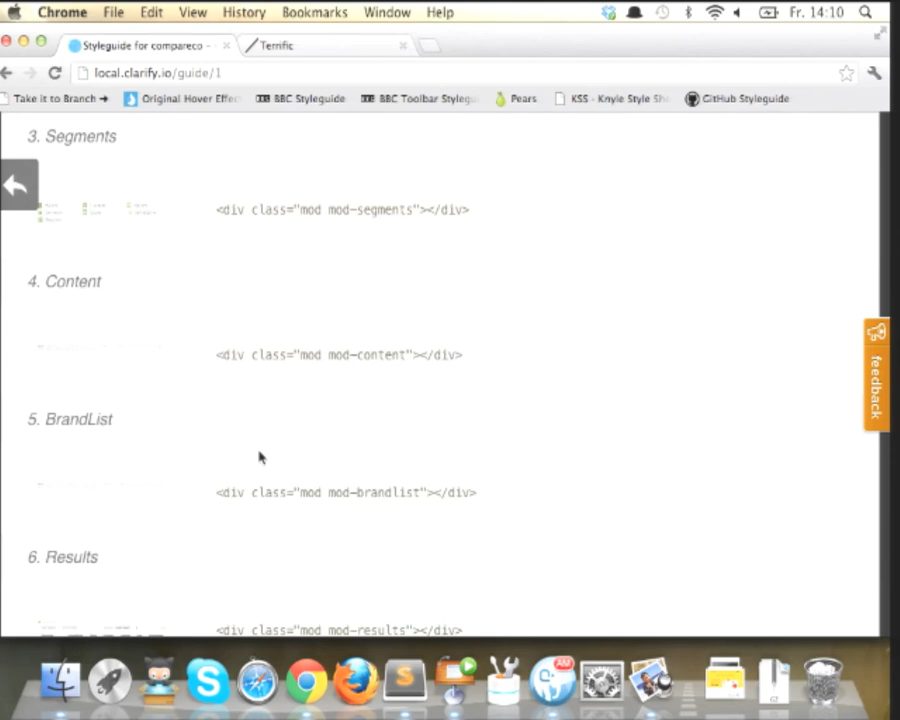 Chrome File Edit View History Bookmarks Window Help Fr. 14:10
Styleguide for compareco - Terrific
local.clarify.io/guide/1
Take it to Branch → Original Hover Effec BBC Styleguide BBC Toolbar Stylegu Pears KSS - Knyle Style She GitHub Styleguide
3. Segments
<div class="mod mod-segments"></div>
4. Content
<div class="mod mod-content"></div>
feedback
5. BrandList
<div class="mod mod-brandlist"></div>
6. Results
<div class="mod mod-results"></div>
AM